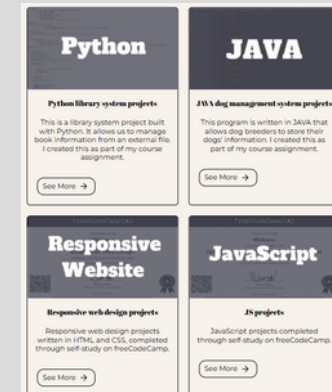 Python
Python library system projects
This is a library system project built
with Python. It allows us to manage
book information from an external file.
I created this as part of my course
assignment.
See More →
JAVA
JAVA dog management system projects
This program is written in JAVA that
allows dog breeders to store their
dogs' information. I created this as
part of my course assignment.
See More →
freeCodeCamp(
Responsive
Website
Responsive web design projects
Responsive web design projects
written in HTML and CSS, completed
through self-study on freeCodeCamp.
See More →
freeCodeCamp(
JavaScript
JS projects
JavaScript projects completed
through self-study on freeCodeCamp.
See More →